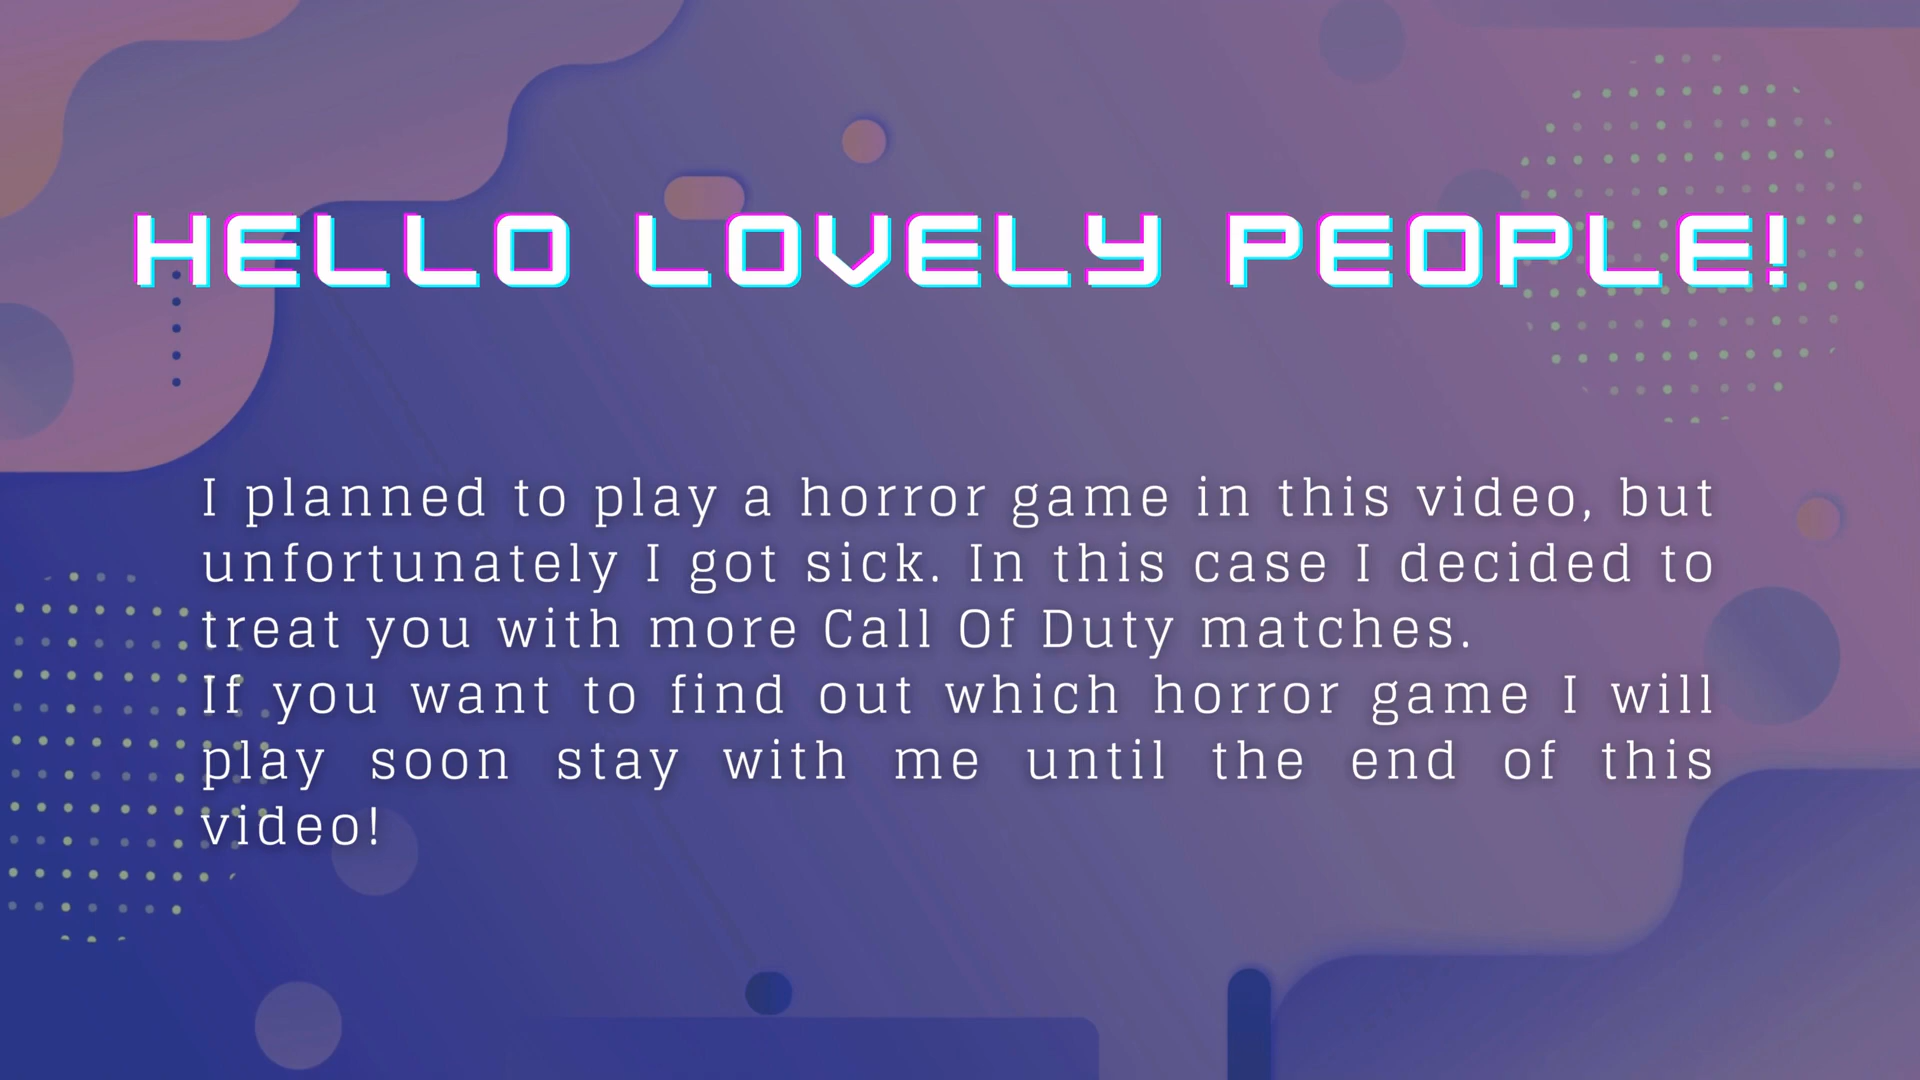 HELLO LOVELY PEOPLE!
I planned to play a horror game in this video, but
unfortunately I got sick. In this case I decided to
treat you with more Call Of Duty matches.
If you want to find out which horror game I will
play soon stay with me until the end of this
video!